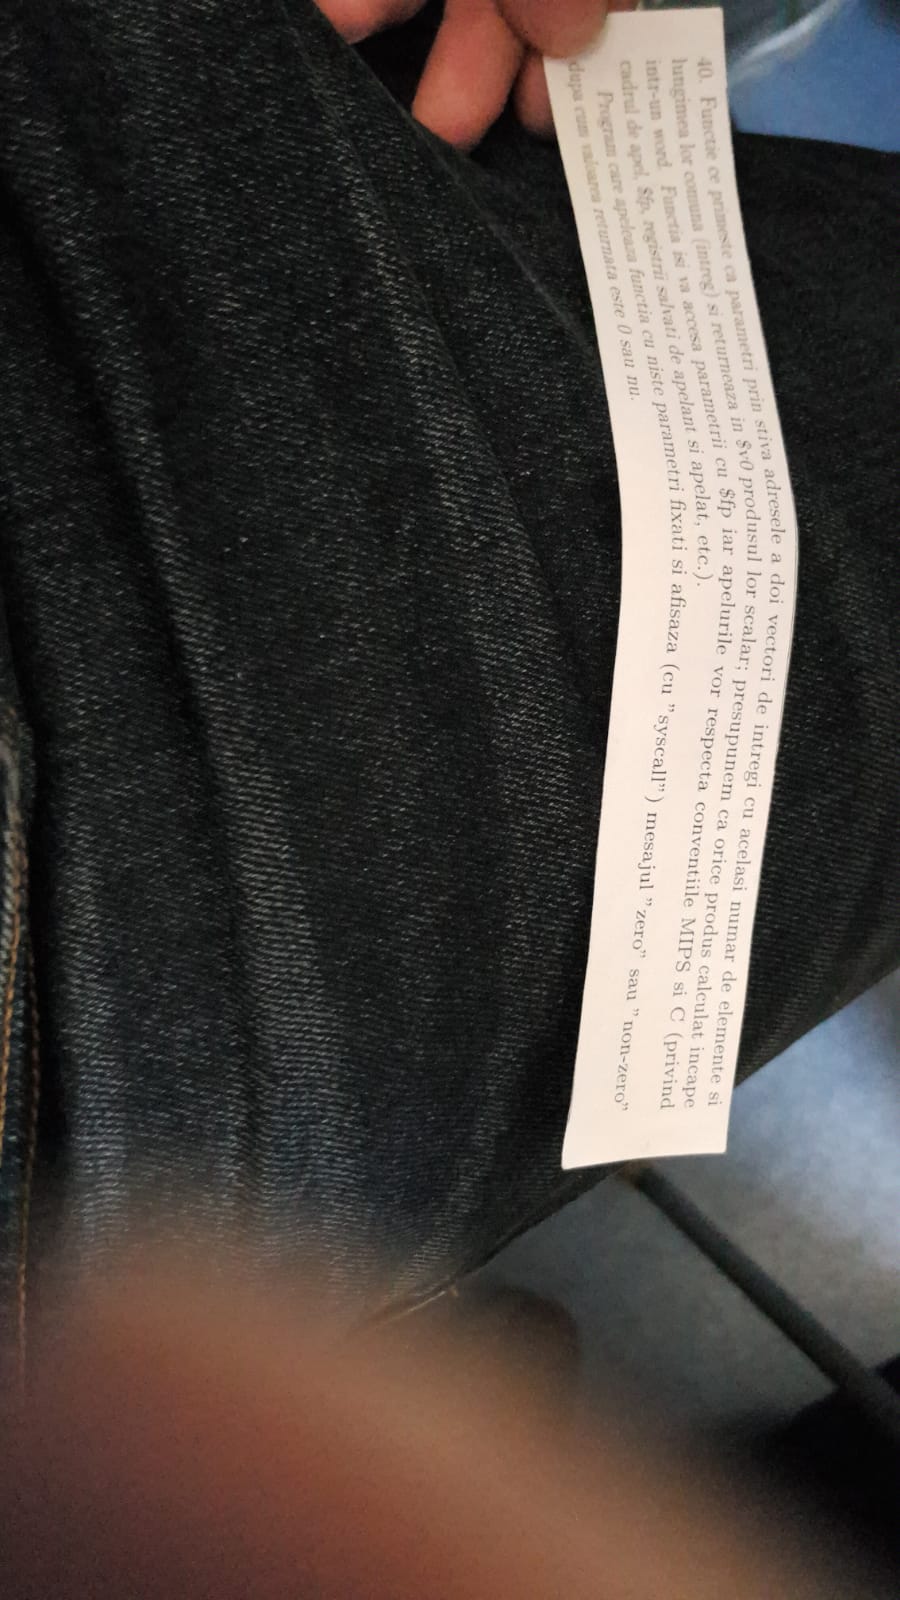 40. Functie ce primeste ca parametri prin stiva adresele a doi vectori de intregi cu acelasi numar de elemente si
lungimea lor comuna (intreg) si returneaza in $v0 produsul lor scalar; presupunem ca orice produs calculat incape
intr-un word. Functia isi va accesa parametrii cu $fp iar apelurile vor respecta conventiile MIPS si C (privind
cadrul de apel, $fp, registrii salvati de apelant si apelat, etc.).
Program care apeleaza functia cu niste parametri fixati si afisaza (cu "syscall") mesajul "zero" sau "non-zero"
dupa cum valoarea returnata este 0 sau nu.